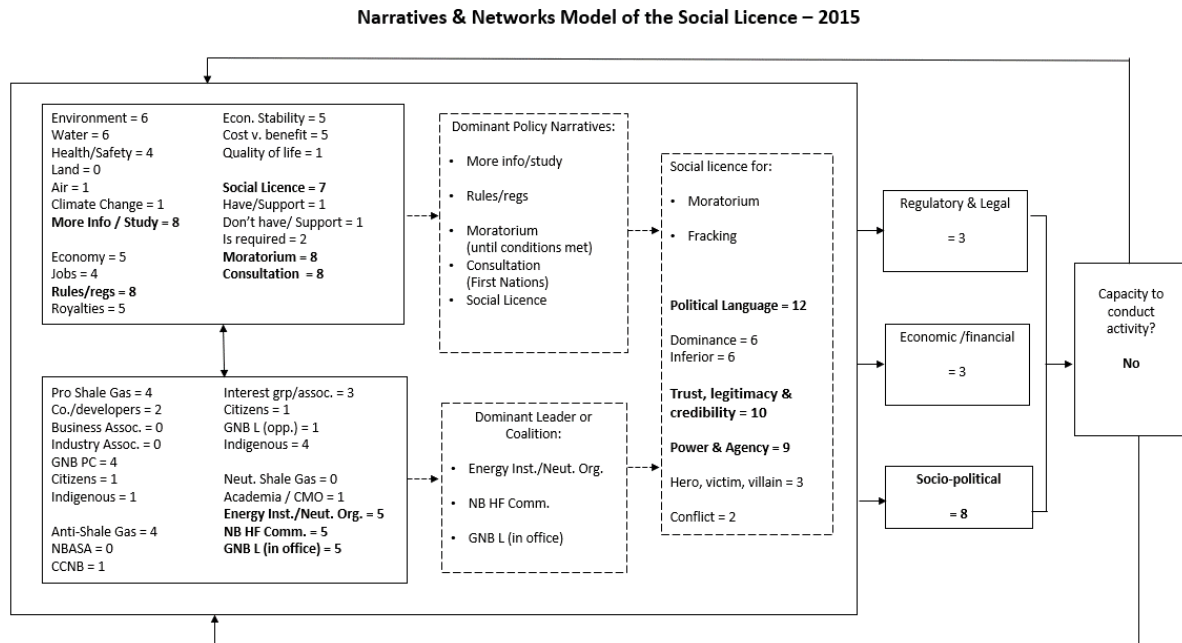 Narratives & Networks Model of the Social Licence – 2015
Environment = 6
Water = 6
Health/Safety = 4
Land = 0
Air = 1
Climate Change = 1
More Info / Study = 8
Economy = 5
Jobs = 4
Rules/regs = 8
Royalties = 5
Econ. Stability = 5
Cost v. benefit = 5
Quality of life = 1
Social Licence = 7
Have/Support = 1
Don't have/ Support = 1
Is required = 2
Moratorium = 8
Consultation = 8
Pro Shale Gas = 4
Co./developers = 2
Business Assoc. = 0
Industry Assoc. = 0
GNB PC = 4
Citizens = 1
Indigenous = 1
Anti-Shale Gas = 4
NBASA = 0
CCNB = 1
Interest grp/assoc. = 3
Citizens = 1
GNB L (opp.) = 1
Indigenous = 4
Neut. Shale Gas = 0
Academia / CMO = 1
Energy Inst./Neut. Org. = 5
NB HF Comm. = 5
GNB L (in office) = 5
Dominant Policy Narratives:
• More info/study
• Rules/regs
• Moratorium
(until conditions met)
• Consultation
(First Nations)
• Social Licence
Dominant Leader or
Coalition:
• Energy Inst./Neut. Org.
• NB HF Comm.
• GNB L (in office)
Social licence for:
• Moratorium
• Fracking
Political Language = 12
Dominance = 6
Inferior = 6
Trust, legitimacy &
credibility = 10
Power & Agency = 9
Hero, victim, villain = 3
Conflict = 2
Regulatory & Legal
= 3
Economic /financial
= 3
Socio-political
= 8
Capacity to
conduct
activity?
No